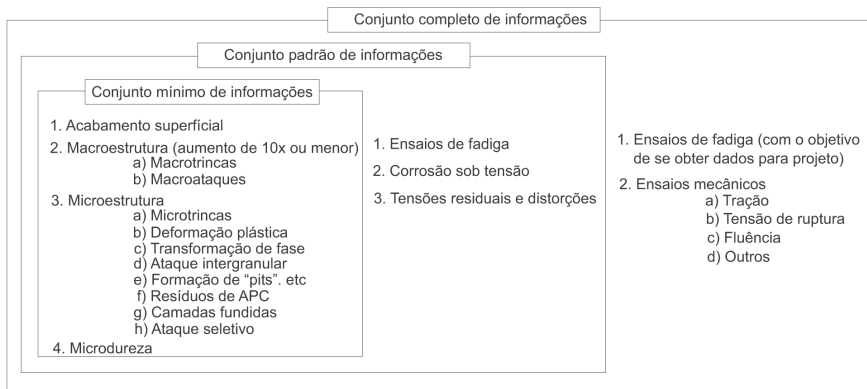 Conjunto completo de informações
Conjunto padrão de informações
Conjunto mínimo de informações
1. Acabamento superfícial
2. Macroestrutura (aumento de 10x ou menor)
a) Macrotrincas
b) Macroataques
3. Microestrutura
a) Microtrincas
b) Deformação plástica
c) Transformação de fase
d) Ataque intergranular
e) Formação de “pits”. etc
f) Resíduos de APC
g) Camadas fundidas
h) Ataque seletivo
4. Microdureza
1. Ensaios de fadiga
2. Corrosão sob tensão
3. Tensões residuais e distorções
1. Ensaios de fadiga (com o objetivo
de se obter dados para projeto)
2. Ensaios mecânicos
a) Tração
b) Tensão de ruptura
c) Fluência
d) Outros